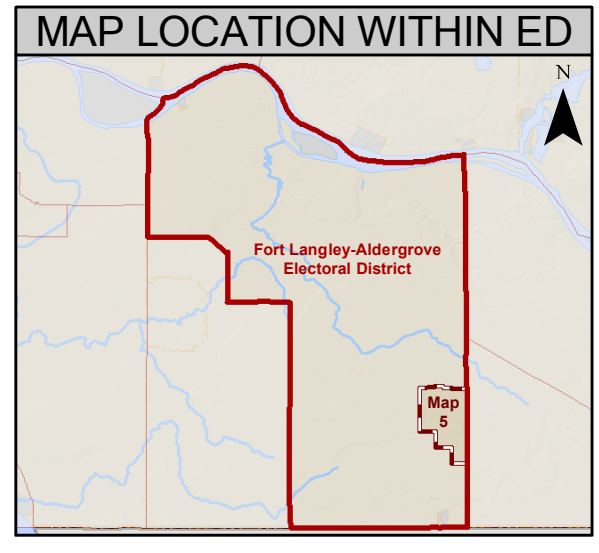 MAP LOCATION WITHIN ED
N
Fort Langley-Aldergrove
Electoral District
Map
5